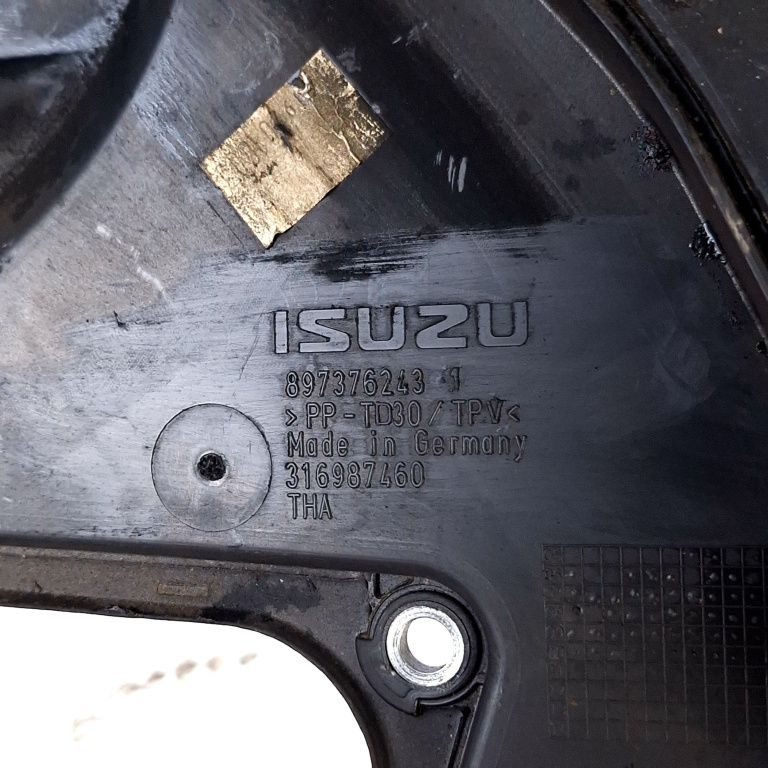 ISUZU
897376243 1
>PP-TD30/TPV<
Made in Germany
316987460
THA